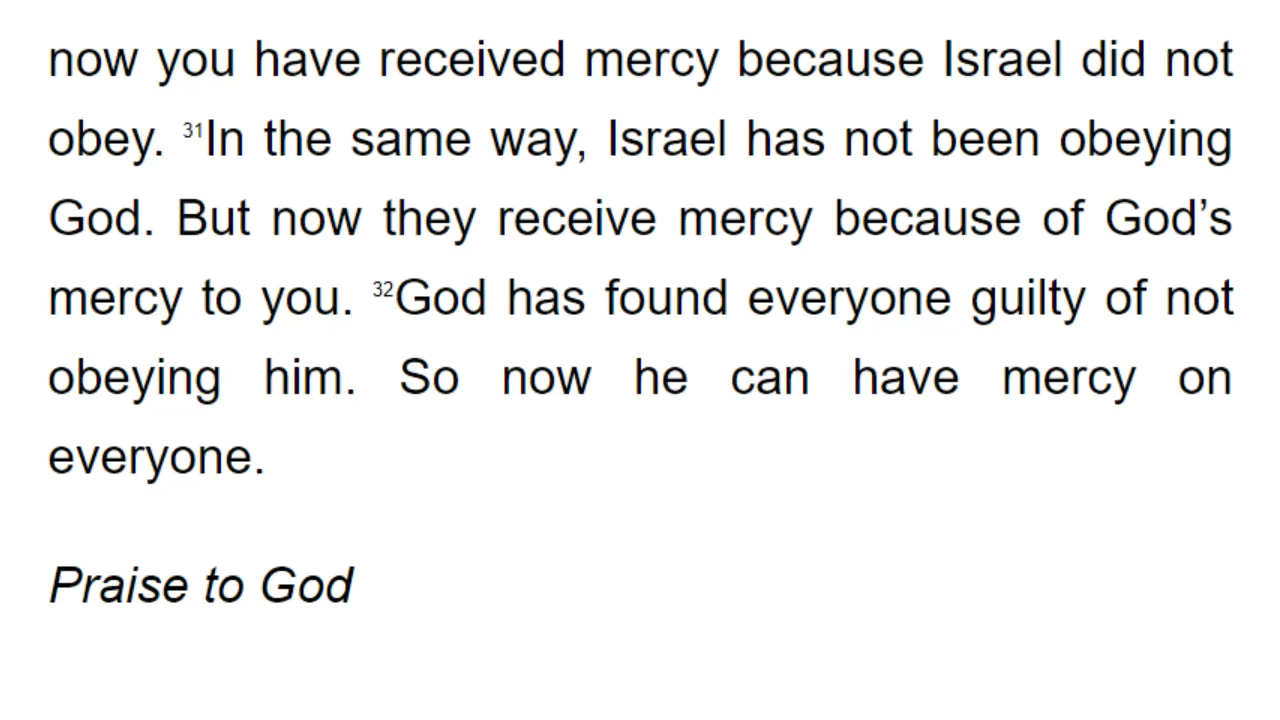 now you have received mercy because Israel did not
obey. ³¹In the same way, Israel has not been obeying
God. But now they receive mercy because of God’s
mercy to you. ³²God has found everyone guilty of not
obeying him. So now he can have mercy on
everyone.
Praise to God